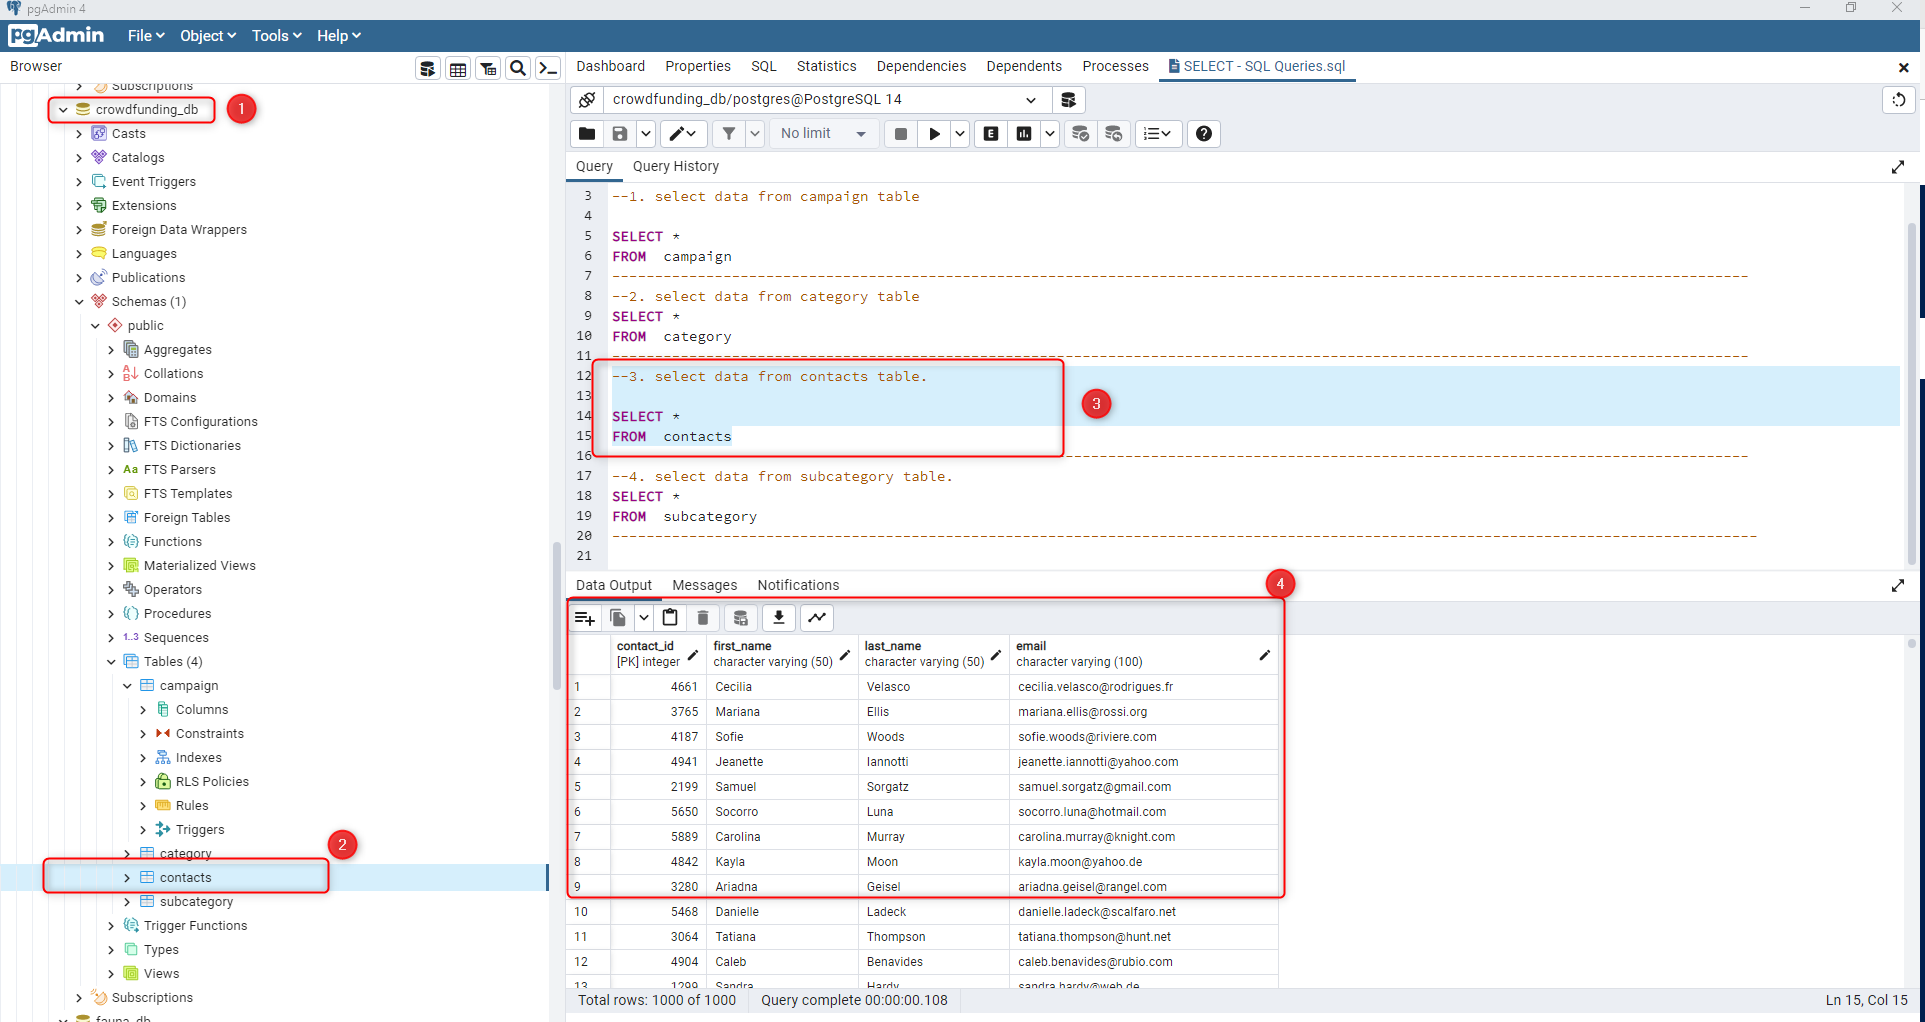 pgAdmin 4
pgAdmin File Object Tools Help
Browser
Subscriptions
crowdfunding_db
1
Casts
Catalogs
Event Triggers
Extensions
Foreign Data Wrappers
Languages
Publications
Schemas (1)
public
Aggregates
Collations
Domains
FTS Configurations
FTS Dictionaries
Aa FTS Parsers
FTS Templates
Foreign Tables
Functions
Materialized Views
Operators
Procedures
1..3 Sequences
Tables (4)
campaign
Columns
Constraints
Indexes
RLS Policies
Rules
Triggers
category
2
contacts
subcategory
Trigger Functions
Types
Views
Subscriptions
fauna_db
Dashboard Properties SQL Statistics Dependencies Dependents Processes SELECT - SQL Queries.sql
crowdfunding_db/postgres@PostgreSQL 14
No limit E
Query Query History
3 --1. select data from campaign table
4
5 SELECT *
6 FROM campaign
7
8 --2. select data from category table
9 SELECT *
10 FROM category
11
12 --3. select data from contacts table.
13
3
14 SELECT *
15 FROM contacts
16
17 --4. select data from subcategory table.
18 SELECT *
19 FROM subcategory
20
21
Data Output Messages Notifications
4
contact_id first_name last_name email
[PK] integer character varying (50) character varying (50) character varying (100)
1 4661 Cecilia Velasco cecilia.velasco@rodrigues.fr
2 3765 Mariana Ellis mariana.ellis@rossi.org
3 4187 Sofie Woods sofie.woods@riviere.com
4 4941 Jeanette Iannotti jeanette.iannotti@yahoo.com
5 2199 Samuel Sorgatz samuel.sorgatz@gmail.com
6 5650 Socorro Luna socorro.luna@hotmail.com
7 5889 Carolina Murray carolina.murray@knight.com
8 4842 Kayla Moon kayla.moon@yahoo.de
9 3280 Ariadna Geisel ariadna.geisel@rangel.com
10 5468 Danielle Ladeck danielle.ladeck@scalfaro.net
11 3064 Tatiana Thompson tatiana.thompson@hunt.net
12 4904 Caleb Benavides caleb.benavides@rubio.com
13 1299 Sandra Hardy sandra.hardy@web.de
Total rows: 1000 of 1000 Query complete 00:00:00.108 Ln 15, Col 15